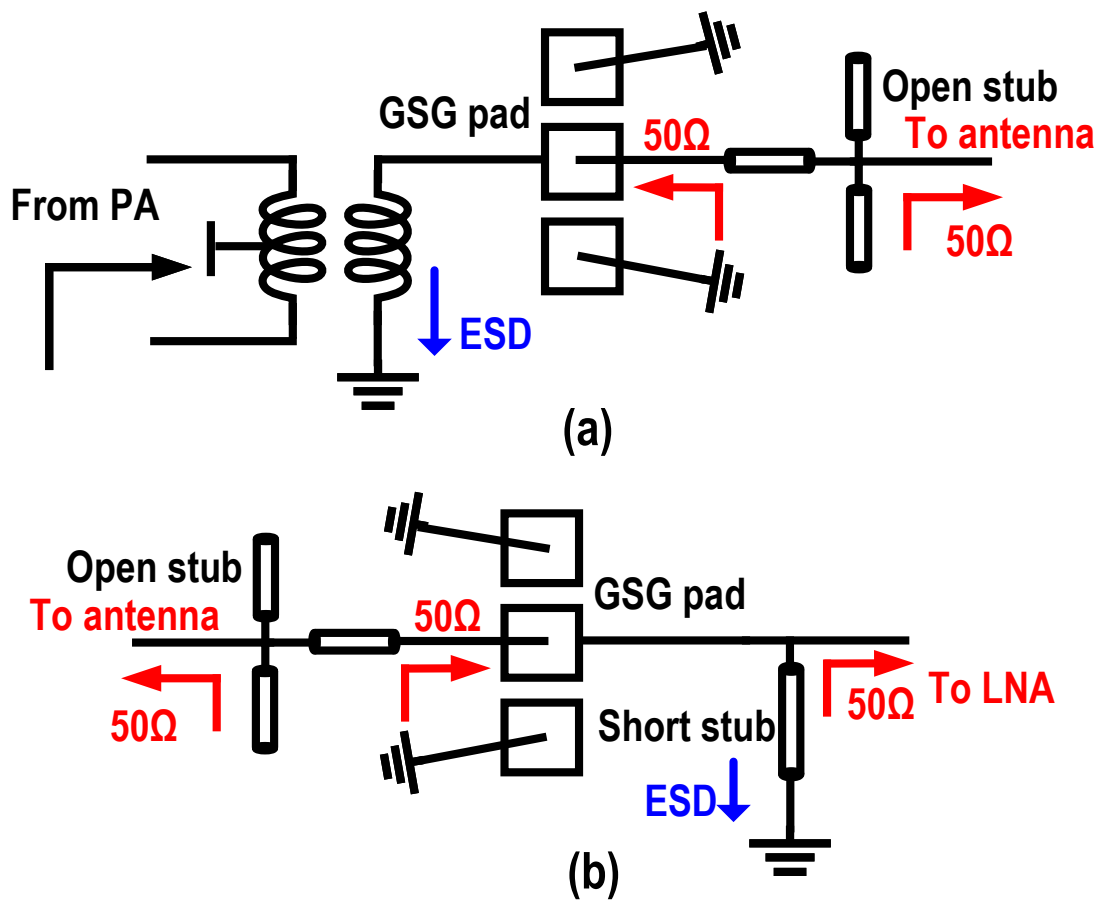 Open stub
GSG pad
50Ω
To antenna
From PA
50Ω
ESD
(a)
Open stub
GSG pad
To antenna
50Ω
50Ω
Short stub
50Ω
To LNA
ESD
(b)